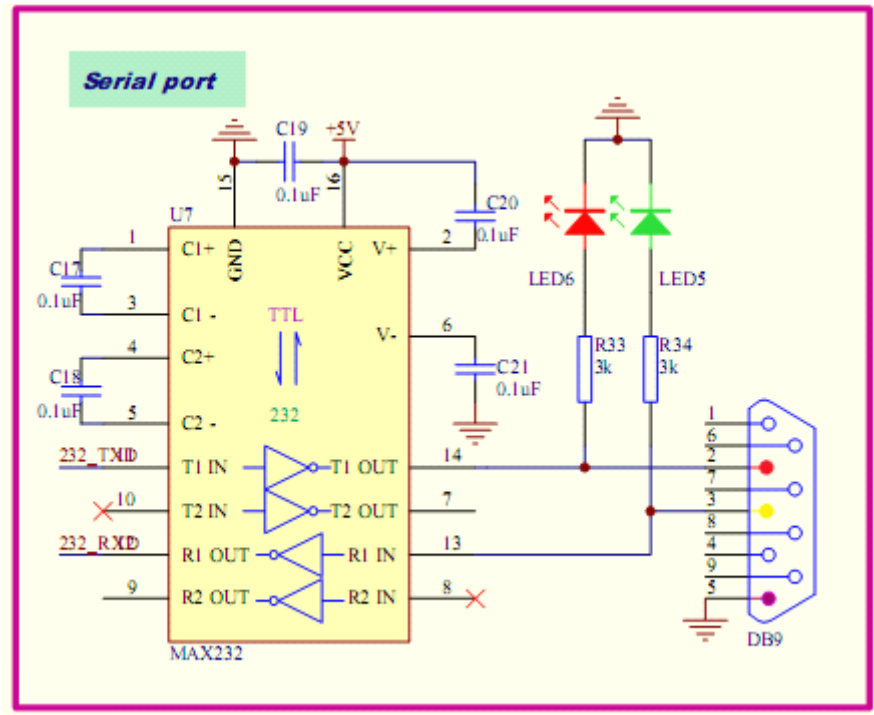 Serial port
C19
+5V
15
16
0.1uF
C20
0.1uF
U7
1
C1+
GND
VCC
V+
2
C17
0.1uF
3
C1 -
TTL
LED6
LED5
4
C2+
V-
6
R33
3k
R34
3k
C18
0.1uF
C21
0.1uF
5
C2 -
232
1
6
232_TXD
T1 IN
T1 OUT
14
2
7
10
T2 IN
T2 OUT
7
3
8
232_RXD
R1 OUT
R1 IN
13
4
9
9
R2 OUT
R2 IN
8
5
MAX232
DB9